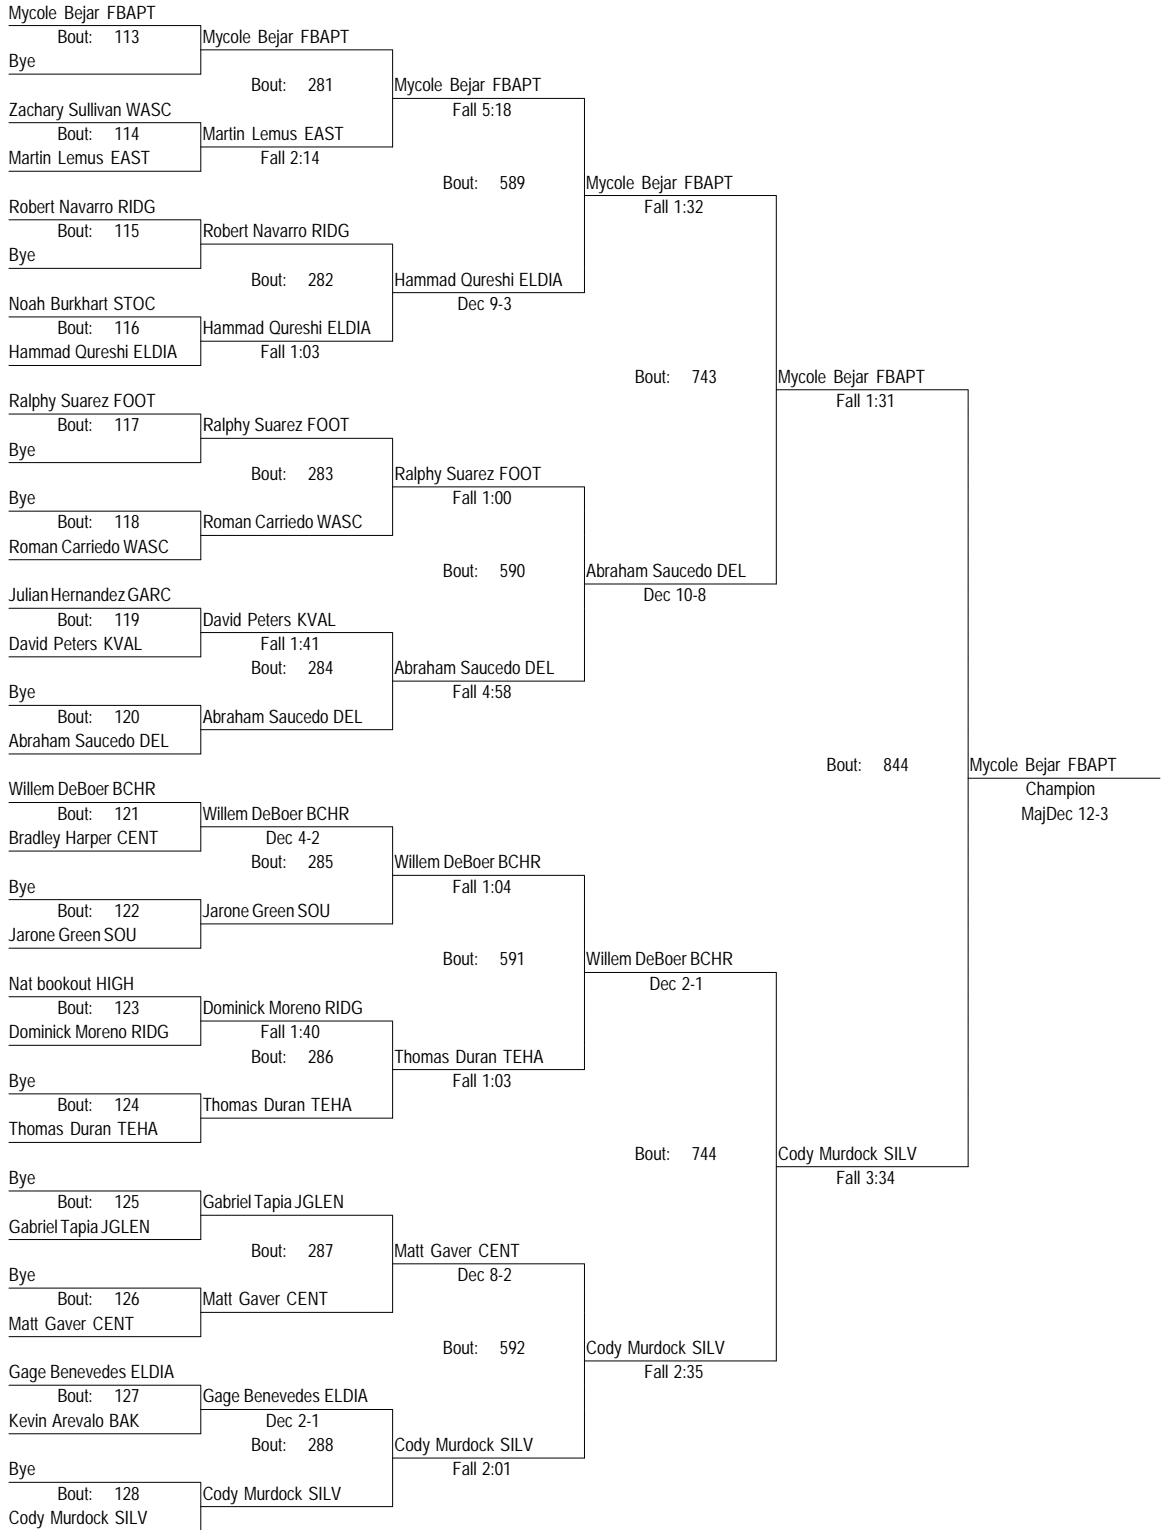 Mycole Bejar FBAPT
Bout: 113 Mycole Bejar FBAPT
Bye
Bout: 281 Mycole Bejar FBAPT
Zachary Sullivan WASC Fall 5:18
Bout: 114 Martin Lemus EAST
Martin Lemus EAST Fall 2:14
Bout: 589 Mycole Bejar FBAPT
Robert Navarro RIDG Fall 1:32
Bout: 115 Robert Navarro RIDG
Bye
Bout: 282 Hammad Qureshi ELDIA
Noah Burkhart STOC Dec 9-3
Bout: 116 Hammad Qureshi ELDIA
Hammad Qureshi ELDIA Fall 1:03
Bout: 743 Mycole Bejar FBAPT
Ralphy Suarez FOOT Fall 1:31
Bout: 117 Ralphy Suarez FOOT
Bye
Bout: 283 Ralphy Suarez FOOT
Bye Fall 1:00
Bout: 118 Roman Carriedo WASC
Roman Carriedo WASC
Bout: 590 Abraham Saucedo DEL
Julian Hernandez GARC Dec 10-8
Bout: 119 David Peters KVAL
David Peters KVAL Fall 1:41
Bout: 284 Abraham Saucedo DEL
Bye Fall 4:58
Bout: 120 Abraham Saucedo DEL
Abraham Saucedo DEL
Bout: 844 Mycole Bejar FBAPT
Willem DeBoer BCHR Champion
Bout: 121 Willem DeBoer BCHR MajDec 12-3
Bradley Harper CENT Dec 4-2
Bout: 285 Willem DeBoer BCHR
Bye Fall 1:04
Bout: 122 Jarone Green SOU
Jarone Green SOU
Bout: 591 Willem DeBoer BCHR
Nat bookout HIGH Dec 2-1
Bout: 123 Dominick Moreno RIDG
Dominick Moreno RIDG Fall 1:40
Bout: 286 Thomas Duran TEHA
Bye Fall 1:03
Bout: 124 Thomas Duran TEHA
Thomas Duran TEHA
Bout: 744 Cody Murdock SILV
Bye Fall 3:34
Bout: 125 Gabriel Tapia JGLEN
Gabriel Tapia JGLEN
Bout: 287 Matt Gaver CENT
Bye Dec 8-2
Bout: 126 Matt Gaver CENT
Matt Gaver CENT
Bout: 592 Cody Murdock SILV
Gage Benevedes ELDIA Fall 2:35
Bout: 127 Gage Benevedes ELDIA
Kevin Arevalo BAK Dec 2-1
Bout: 288 Cody Murdock SILV
Bye Fall 2:01
Bout: 128 Cody Murdock SILV
Cody Murdock SILV